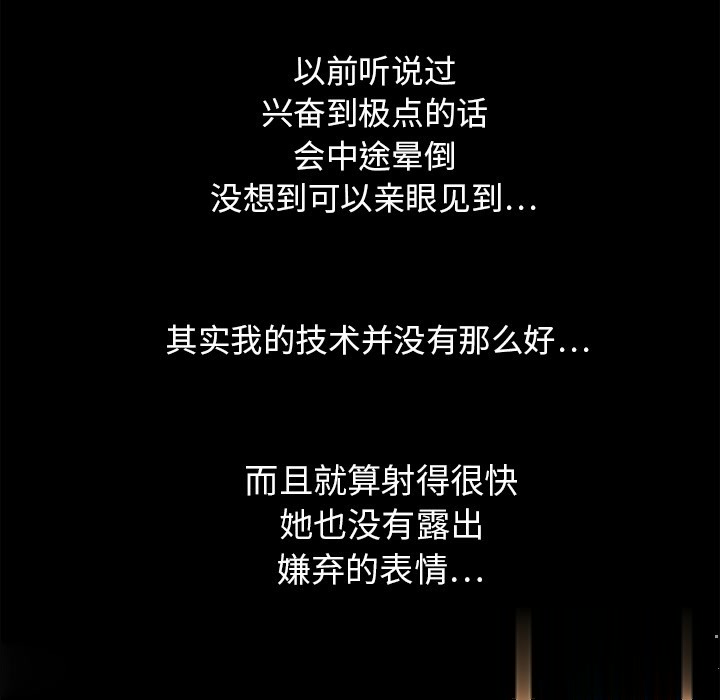 以前听说过
兴奋到极点的话
会中途晕倒
没想到可以亲眼见到...
其实我的技术并没有那么好...
而且就算射得很快
她也没有露出
嫌弃的表情...